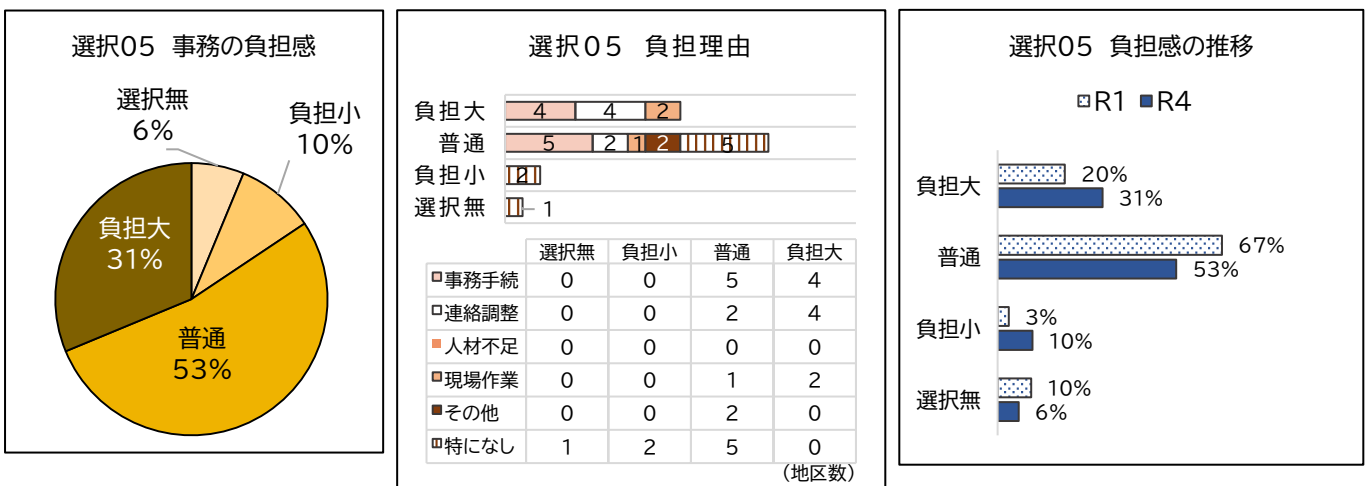 選択05 事務の負担感
選択無
6%
負担小
10%
負担大
31%
普通
53%
選択05 負担理由
負担大 4 4 2
普通 5 2 1 2 5
負担小 2
選択無 1
選択無 負担小 普通 負担大
事務手続 0 0 5 4
連絡調整 0 0 2 4
人材不足 0 0 0 0
現場作業 0 0 1 2
その他 0 0 2 0
特になし 1 2 5 0
(地区数)
選択05 負担感の推移
R1 R4
負担大 20%
31%
普通 67%
53%
負担小 3%
10%
選択無 10%
6%